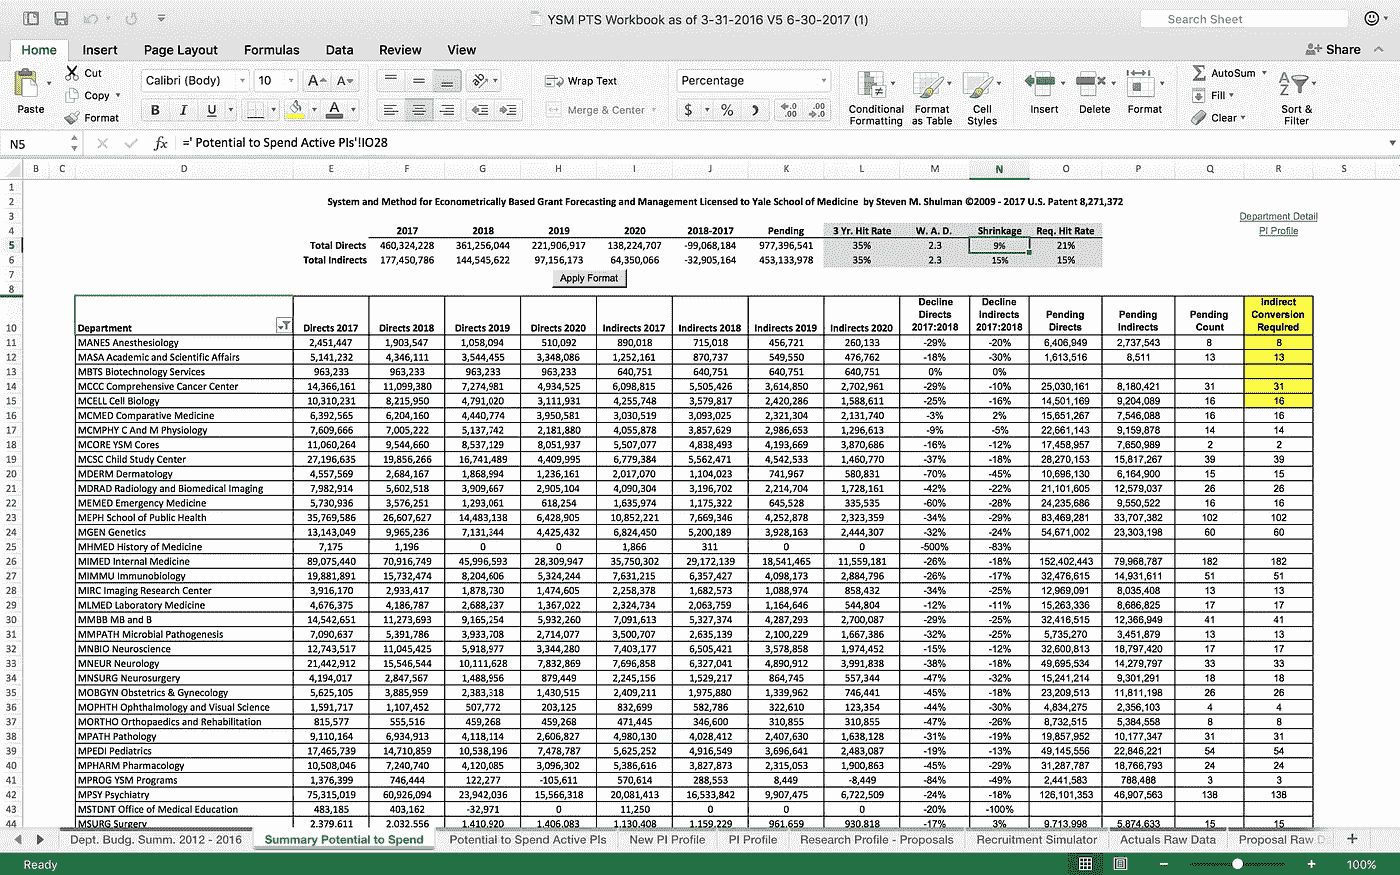 YSM PTS Workbook as of 3-31-2016 V5 6-30-2017 (1)
Search Sheet
Home Insert Page Layout Formulas Data Review View Share
Paste Cut Copy Format
Calibri (Body) 10 A A
B I U A
Wrap Text
Merge & Center
Percentage
$ % .0 .00 .00 .0
Conditional Formatting Format as Table Cell Styles Insert Delete Format
AutoSum Fill Clear Sort & Filter
N5 fx =' Potential to Spend Active PIs'!IO28
B C D E F G H I J K L M N O P Q R S
1
2 System and Method for Econometrically Based Grant Forecasting and Management Licensed to Yale School of Medicine by Steven M. Shulman ©2009 - 2017 U.S. Patent 8,271,372
3 Department Detail
4 2017 2018 2019 2020 2018-2017 Pending 3 Yr. Hit Rate W. A. D. Shrinkage Req. Hit Rate PI Profile
5 Total Directs 460,324,228 361,256,044 221,906,917 138,224,707 -99,068,184 977,396,541 35% 2.3 9% 21%
6 Total Indirects 177,450,786 144,545,622 97,156,173 64,350,066 -32,905,164 453,133,978 35% 2.3 15% 15%
7 Apply Format
8
10 Department Directs 2017 Directs 2018 Directs 2019 Directs 2020 Indirects 2017 Indirects 2018 Indirects 2019 Indirects 2020 Decline Directs 2017:2018 Decline Indirects 2017:2018 Pending Directs Pending Indirects Pending Count Indirect Conversion Required
11 MANES Anesthesiology 2,451,447 1,903,547 1,058,094 510,092 890,018 715,018 456,721 260,133 -29% -20% 6,406,949 2,737,543 8 8
12 MASA Academic and Scientific Affairs 5,141,232 4,346,111 3,544,455 3,348,086 1,252,161 870,737 549,550 476,762 -18% -30% 1,613,516 8,511 13 13
13 MBTS Biotechnology Services 963,233 963,233 963,233 963,233 640,751 640,751 640,751 640,751 0% 0%
14 MCCC Comprehensive Cancer Center 14,366,161 11,099,380 7,274,981 4,934,525 6,098,815 5,505,426 3,614,850 2,702,961 -29% -10% 25,030,161 8,180,421 31 31
15 MCELL Cell Biology 10,310,231 8,215,950 4,791,020 3,111,931 4,255,748 3,579,817 2,420,286 1,588,611 -25% -16% 14,501,169 9,204,089 16 16
16 MCMED Comparative Medicine 6,392,565 6,204,160 4,440,774 3,950,581 3,030,519 3,093,025 2,321,304 2,131,740 -3% 2% 15,651,267 7,546,088 16 16
17 MCMPHY C And M Physiology 7,609,666 7,005,222 5,137,742 2,181,880 4,055,878 3,857,629 2,986,653 1,296,613 -9% -5% 22,661,143 9,159,878 14 14
18 MCORE YSM Cores 11,060,264 9,544,660 8,537,129 8,051,937 5,507,077 4,838,493 4,193,669 3,870,686 -16% -12% 17,458,957 7,650,989 2 2
19 MCSC Child Study Center 27,196,635 19,856,266 16,741,489 4,409,995 6,779,384 5,562,471 4,542,533 1,460,770 -37% -18% 28,270,153 15,817,267 39 39
20 MDERM Dermatology 4,557,569 2,684,167 1,868,994 1,236,161 2,017,070 1,104,023 741,967 580,831 -70% -45% 10,696,130 6,164,900 15 15
21 MDRAD Radiology and Biomedical Imaging 7,982,914 5,602,518 3,909,667 2,905,104 4,090,304 3,196,702 2,214,704 1,728,161 -42% -22% 21,101,605 12,579,037 26 26
22 MEMED Emergency Medicine 5,730,936 3,576,251 1,293,061 618,254 1,635,974 1,175,322 645,528 335,535 -60% -28% 24,235,686 9,550,522 16 16
23 MEPH School of Public Health 35,769,586 26,607,627 14,483,138 6,428,905 10,852,221 7,669,346 4,252,878 2,323,359 -34% -29% 83,469,281 33,707,382 102 102
24 MGEN Genetics 13,143,049 9,965,236 7,131,344 4,425,432 6,824,450 5,200,189 3,928,163 2,444,307 -32% -24% 54,671,002 23,303,198 60 60
25 MHMED History of Medicine 7,175 1,196 0 0 1,866 311 0 0 -500% -83%
26 MIMED Internal Medicine 89,075,440 70,916,749 45,996,593 28,309,947 35,750,302 29,172,139 18,541,465 11,559,181 -26% -18% 152,402,443 79,968,787 182 182
27 MIMMU Immunobiology 19,881,891 15,732,474 8,204,606 5,324,244 7,631,215 6,357,427 4,098,173 2,884,796 -26% -17% 32,476,615 14,931,611 51 51
28 MIRC Imaging Research Center 3,916,170 2,933,417 1,878,730 1,474,605 2,258,378 1,682,573 1,088,974 858,432 -34% -25% 12,969,091 8,035,408 13 13
29 MLMED Laboratory Medicine 4,676,375 4,186,787 2,688,237 1,367,022 2,324,734 2,063,759 1,164,646 544,804 -12% -11% 15,263,336 8,686,825 17 17
30 MMBB MB and B 14,542,651 11,273,693 9,165,254 5,932,260 7,091,613 5,327,374 4,287,293 2,700,087 -29% -25% 32,416,515 12,366,949 41 41
31 MMPATH Microbial Pathogenesis 7,090,637 5,391,786 3,933,708 2,714,077 3,500,707 2,635,139 2,100,229 1,667,386 -32% -25% 5,735,270 3,451,879 13 13
32 MNBIO Neuroscience 12,743,517 11,045,425 5,918,977 3,344,280 7,403,177 6,505,421 3,578,858 1,974,452 -15% -12% 32,600,813 18,797,420 17 17
33 MNEUR Neurology 21,442,912 15,546,544 10,111,628 7,832,869 7,696,858 6,327,041 4,890,912 3,991,838 -38% -18% 49,695,534 14,279,797 33 33
34 MNSURG Neurosurgery 4,194,017 2,847,567 1,488,956 879,449 2,245,156 1,529,217 864,745 557,344 -47% -32% 15,241,214 9,301,291 18 18
35 MOBGYN Obstetrics & Gynecology 5,625,105 3,885,959 2,383,318 1,430,515 2,409,211 1,975,880 1,339,962 746,441 -45% -18% 23,209,513 11,811,198 26 26
36 MOPHTH Ophthalmology and Visual Science 1,591,717 1,107,452 507,772 203,125 832,699 582,786 322,610 123,354 -44% -30% 4,834,275 2,356,103 4 4
37 MORTHO Orthopaedics and Rehabilitation 815,577 555,516 459,268 459,268 471,445 346,600 310,855 310,855 -47% -26% 8,732,515 5,384,558 8 8
38 MPATH Pathology 9,110,164 6,934,913 4,118,114 2,606,827 4,980,130 4,028,412 2,407,630 1,638,128 -31% -19% 19,857,952 10,177,347 31 31
39 MPEDI Pediatrics 17,465,739 14,710,859 10,538,196 7,478,787 5,625,252 4,916,549 3,696,641 2,483,087 -19% -13% 49,145,556 22,846,221 54 54
40 MPHARM Pharmacology 10,508,046 7,240,740 4,120,085 3,096,302 5,386,616 3,827,873 2,315,053 1,900,863 -45% -29% 31,287,787 18,766,793 24 24
41 MPROG YSM Programs 1,376,399 746,444 122,277 -105,611 570,614 288,553 8,449 -8,449 -84% -49% 2,441,583 788,488 3 3
42 MPSY Psychiatry 75,315,019 60,926,094 23,942,036 15,566,318 20,081,413 16,533,842 9,907,475 6,722,509 -24% -18% 126,101,353 46,907,563 138 138
43 MSTDNT Office of Medical Education 483,185 403,162 -32,971 0 11,250 0 0 0 -20% -100%
44 MSURG Surgery 2,379,611 2,032,556 1,410,920 1,406,083 1,130,408 1,159,229 961,659 930,818 -17% 3% 9,713,998 5,874,633 15 15
Dept. Budg. Summ. 2012 - 2016 Summary Potential to Spend Potential to Spend Active PIs New PI Profile PI Profile Research Profile - Proposals Recruitment Simulator Actuals Raw Data Proposal Raw D +
Ready 100%